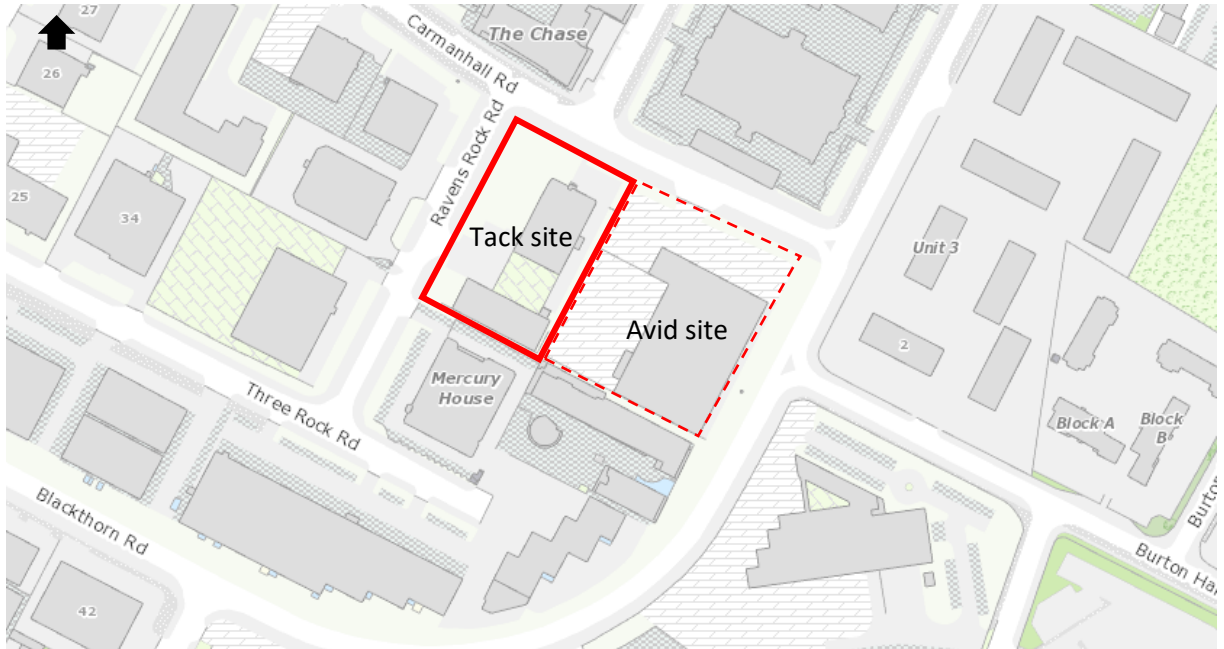 27
26
Carmanhall Rd
The Chase
Ravens Rock Rd
25
34
Tack site
Unit 3
Avid site
2
Mercury
House
Three Rock Rd
Block A
Block
B
Blackthorn Rd
Burton
Burton Ha
42